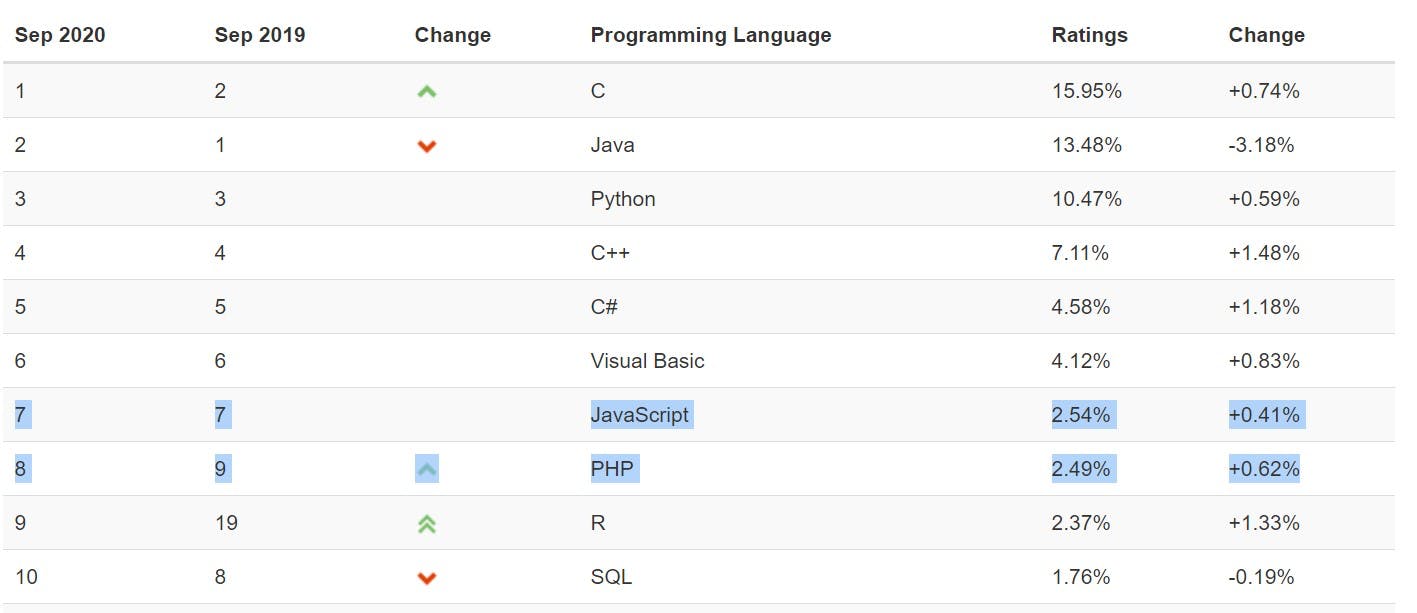 Sep 2020 Sep 2019 Change Programming Language Ratings Change
1 2 C 15.95% +0.74%
2 1 Java 13.48% -3.18%
3 3 Python 10.47% +0.59%
4 4 C++ 7.11% +1.48%
5 5 C# 4.58% +1.18%
6 6 Visual Basic 4.12% +0.83%
7 7 JavaScript 2.54% +0.41%
8 9 PHP 2.49% +0.62%
9 19 R 2.37% +1.33%
10 8 SQL 1.76% -0.19%